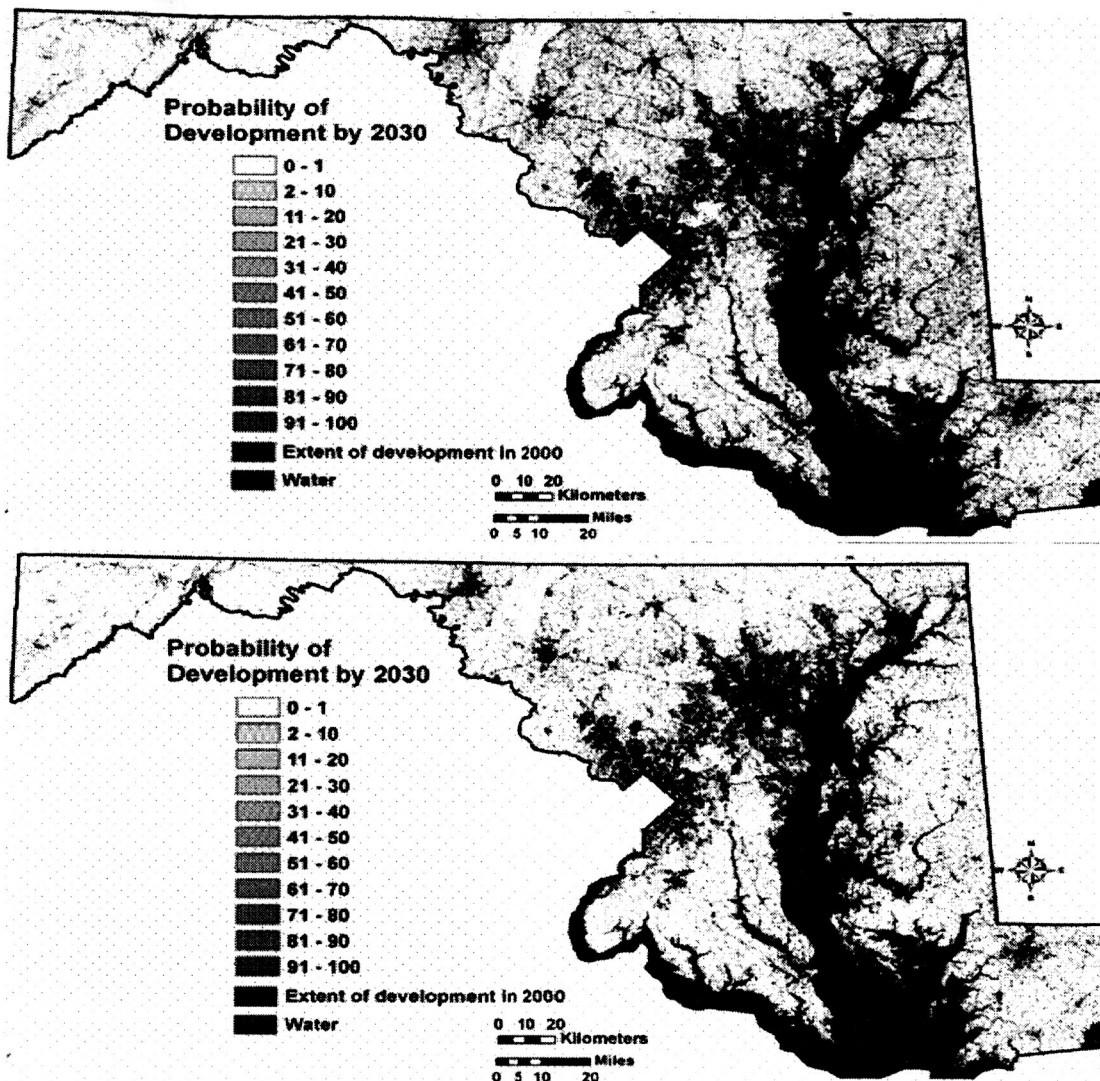 Probability of
Development by 2030
0 - 1
2 - 10
11 - 20
21 - 30
31 - 40
41 - 50
51 - 60
61 - 70
71 - 80
81 - 90
91 - 100
Extent of development in 2000
Water
0 10 20
Kilometers
Miles
0 5 10 20
N
S
Probability of
Development by 2030
0 - 1
2 - 10
11 - 20
21 - 30
31 - 40
41 - 50
51 - 60
61 - 70
71 - 80
81 - 90
91 - 100
Extent of development in 2000
Water
0 10 20
Kilometers
Miles
0 5 10 20
N
S